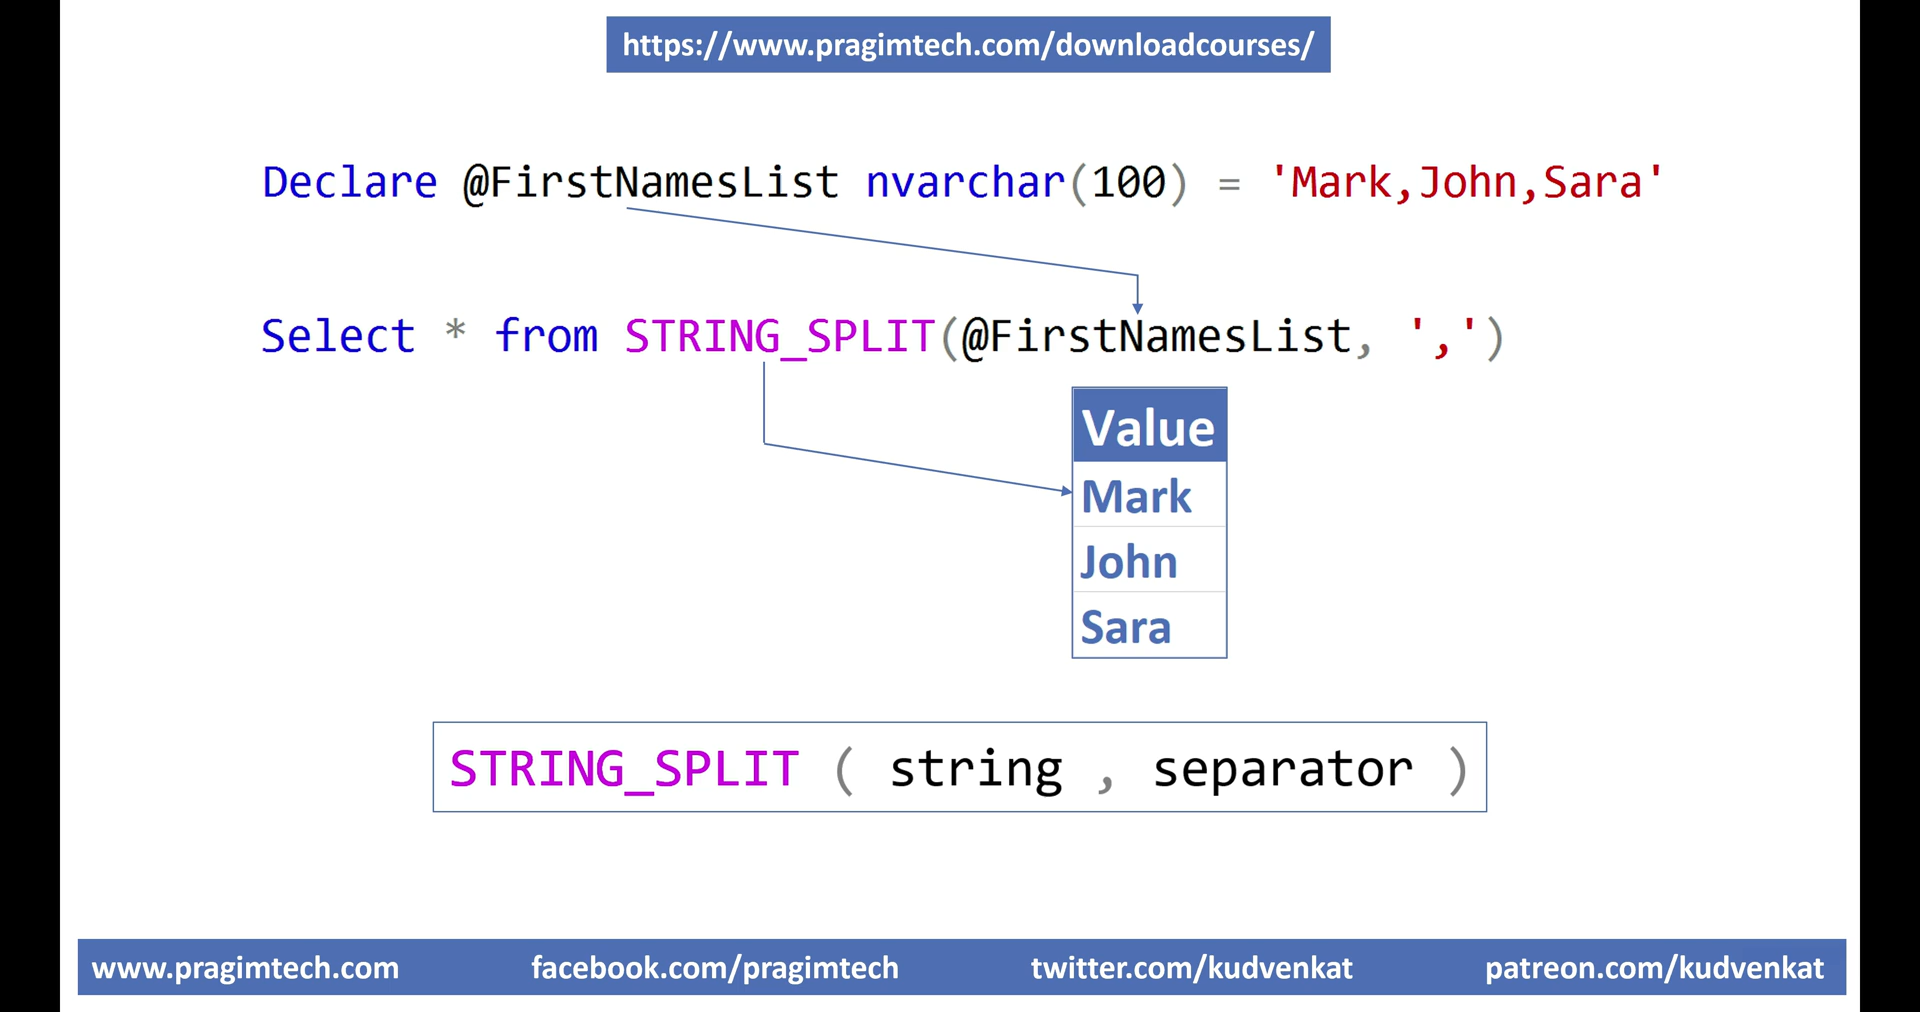 https://www.pragimtech.com/downloadcourses/
Declare @FirstNamesList nvarchar(100) = 'Mark,John,Sara'
Select * from STRING_SPLIT(@FirstNamesList, ',')
Value
Mark
John
Sara
STRING_SPLIT ( string , separator )
www.pragimtech.com facebook.com/pragimtech twitter.com/kudvenkat patreon.com/kudvenkat